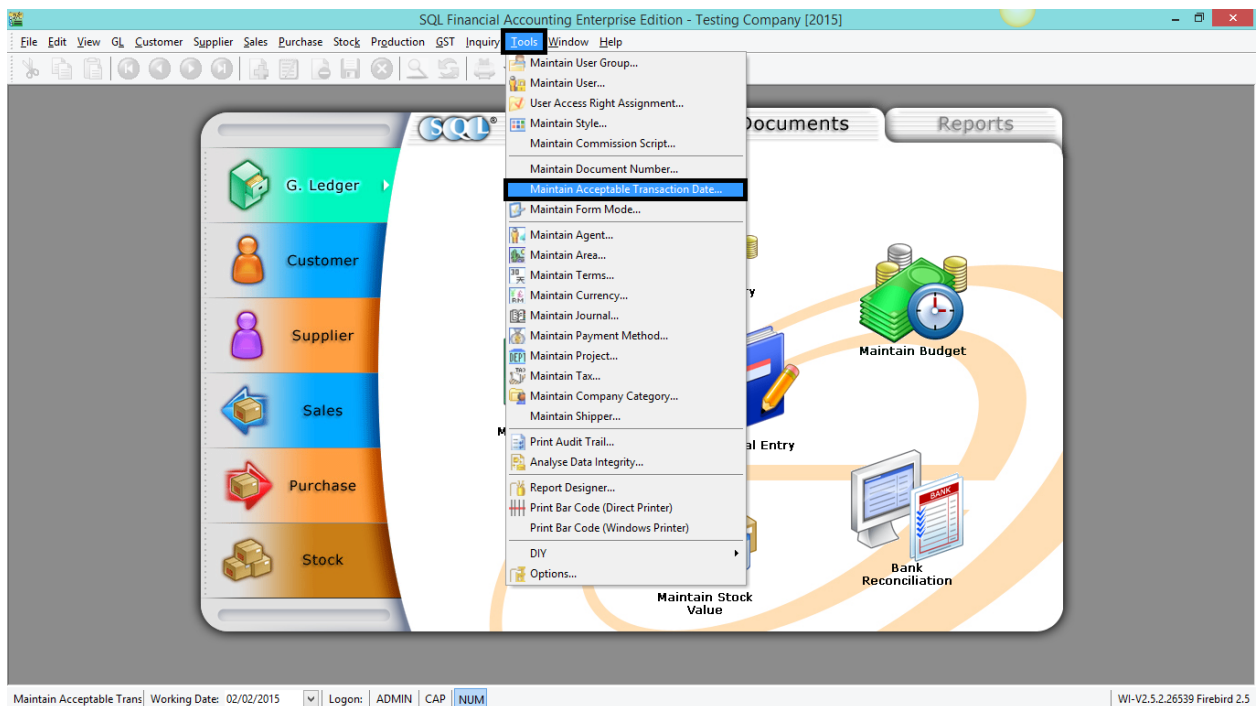 SQL Financial Accounting Enterprise Edition - Testing Company [2015]
File Edit View GL Customer Supplier Sales Purchase Stock Production GST Inquiry Tools Window Help
Maintain User Group...
Maintain User...
User Access Right Assignment...
Maintain Style...
Maintain Commission Script...
Maintain Document Number...
Maintain Acceptable Transaction Date...
Maintain Form Mode...
Maintain Agent...
Maintain Area...
Maintain Terms...
Maintain Currency...
Maintain Journal...
Maintain Payment Method...
Maintain Project...
Maintain Tax...
Maintain Company Category...
Maintain Shipper...
Print Audit Trail...
Analyse Data Integrity...
Report Designer...
Print Bar Code (Direct Printer)
Print Bar Code (Windows Printer)
DIY
Options...
SQL®
Documents
Reports
G. Ledger
Customer
Supplier
Sales
Purchase
Stock
Maintain Budget
al Entry
BANK
Bank
Reconciliation
Maintain Stock
Value
Maintain Acceptable Trans Working Date: 02/02/2015 Logon: ADMIN CAP NUM
WI-V2.5.2.26539 Firebird 2.5